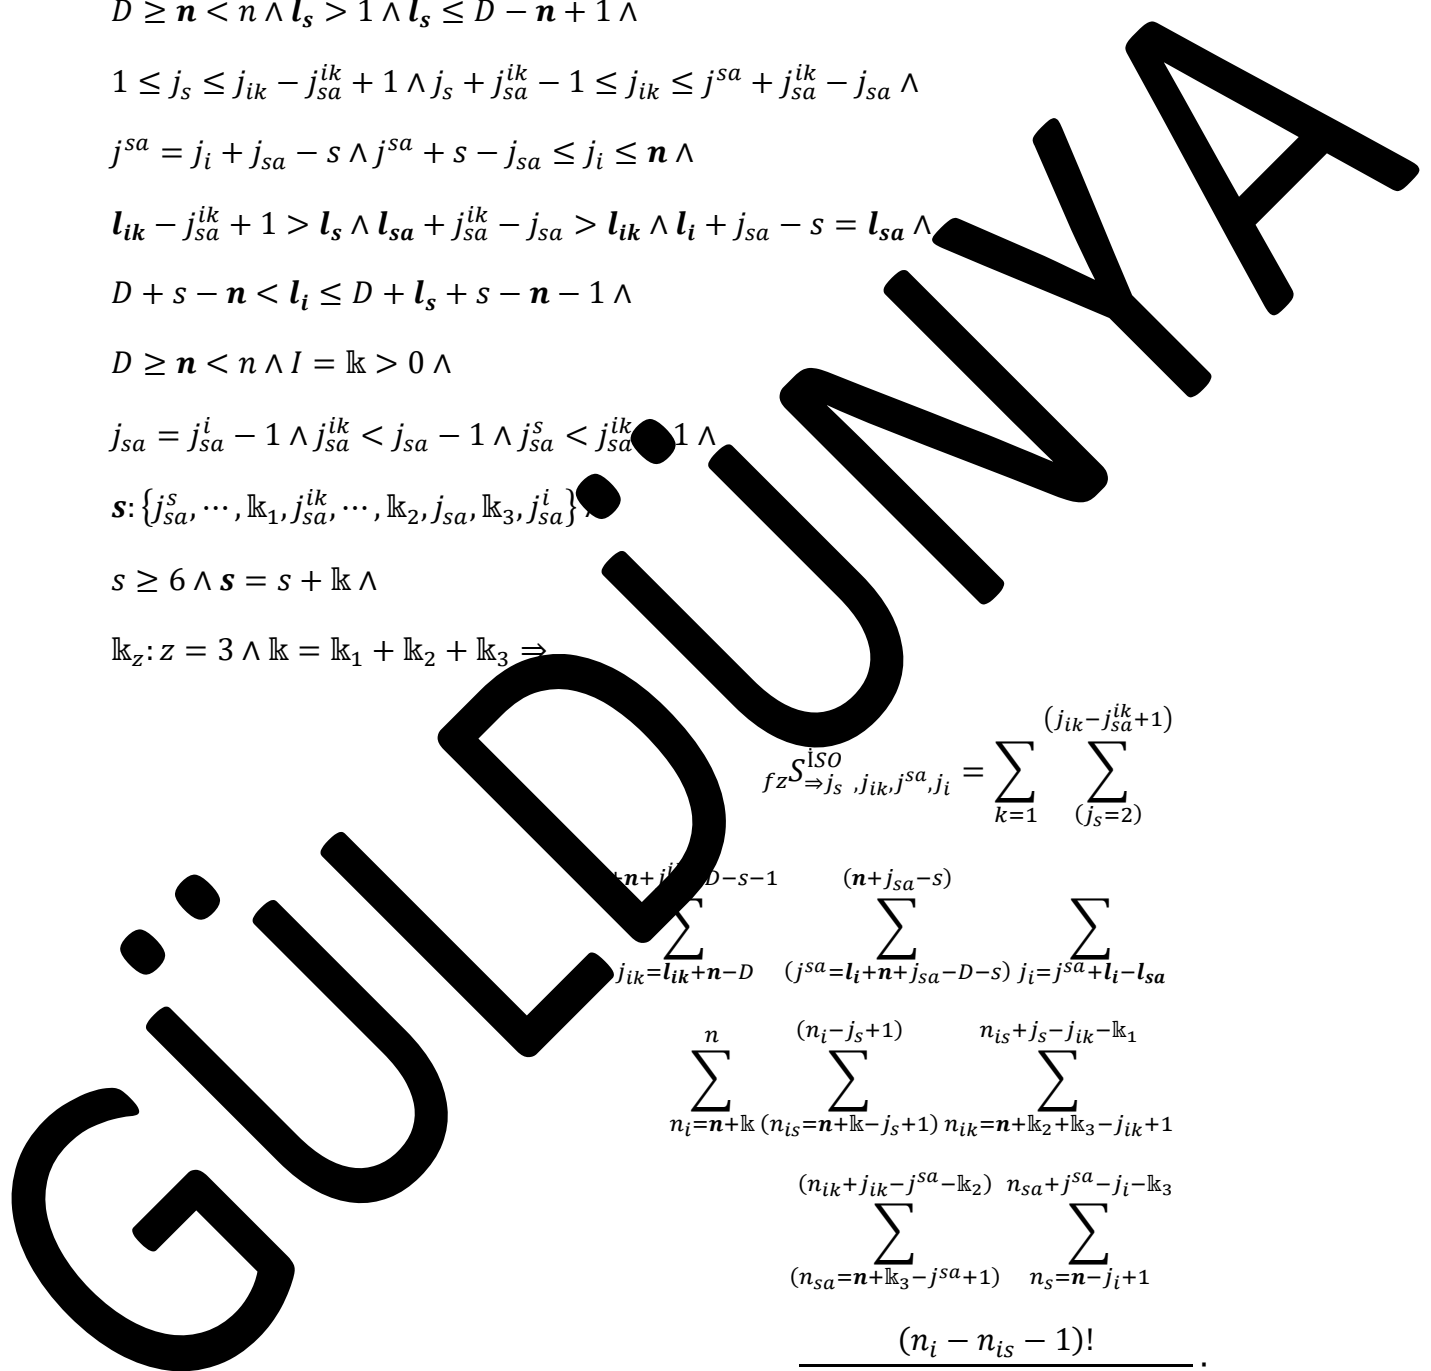 D ≥ n < n ∧ l_s > 1 ∧ l_s ≤ D − n + 1 ∧
1 ≤ j_s ≤ j_{ik} − j_{sa}^{ik} + 1 ∧ j_s + j_{sa}^{ik} − 1 ≤ j_{ik} ≤ j^{sa} + j_{sa}^{ik} − j_{sa} ∧
j^{sa} = j_i + j_{sa} − s ∧ j^{sa} + s − j_{sa} ≤ j_i ≤ n ∧
l_{ik} − j_{sa}^{ik} + 1 > l_s ∧ l_{sa} + j_{sa}^{ik} − j_{sa} > l_{ik} ∧ l_i + j_{sa} − s = l_{sa} ∧
D + s − n < l_i ≤ D + l_s + s − n − 1 ∧
D ≥ n < n ∧ I = 𝕜 > 0 ∧
j_{sa} = j_{sa}^i − 1 ∧ j_{sa}^{ik} < j_{sa} − 1 ∧ j_{sa}^s < j_{sa}^{ik} 1 ∧
s: {j_{sa}^s, ⋯, 𝕜_1, j_{sa}^{ik}, ⋯, 𝕜_2, j_{sa}, 𝕜_3, j_{sa}^i}
s ≥ 6 ∧ s = s + 𝕜 ∧
𝕜_z: z = 3 ∧ 𝕜 = 𝕜_1 + 𝕜_2 + 𝕜_3 ⇒
_{fz}S_{⇒j_s ,j_{ik},j^{sa},j_i}^{İSO} = ∑_{k=1} ∑_{(j_s=2)}^{(j_{ik}−j_{sa}^{ik}+1)}
∑_{j_{ik}=l_{ik}+n−D}^{+n+j D−s−1} ∑_{(j^{sa}=l_i+n+j_{sa}−D−s)}^{(n+j_{sa}−s)} ∑_{j_i=j^{sa}+l_i−l_{sa}}
∑_{n_i=n+𝕜}^{n} ∑_{(n_{is}=n+𝕜−j_s+1)}^{(n_i−j_s+1)} ∑_{n_{ik}=n+𝕜_2+𝕜_3−j_{ik}+1}^{n_{is}+j_s−j_{ik}−𝕜_1}
∑_{(n_{sa}=n+𝕜_3−j^{sa}+1)}^{(n_{ik}+j_{ik}−j^{sa}−𝕜_2)} ∑_{n_s=n−j_i+1}^{n_{sa}+j^{sa}−j_i−𝕜_3}
(n_i − n_{is} − 1)! .
GÜLDÜNYA